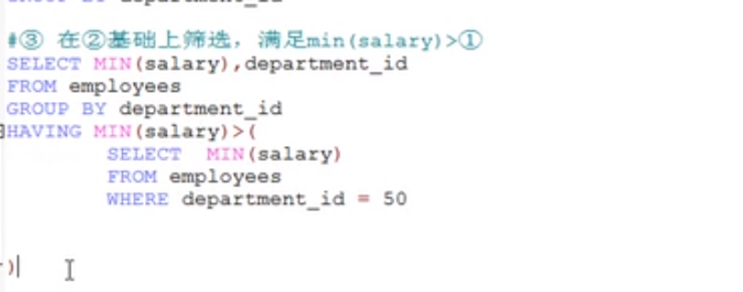 #③ 在②基础上筛选，满足min(salary)>①
SELECT MIN(salary),department_id
FROM employees
GROUP BY department_id
HAVING MIN(salary)>(
SELECT  MIN(salary)
FROM employees
WHERE department_id = 50
)